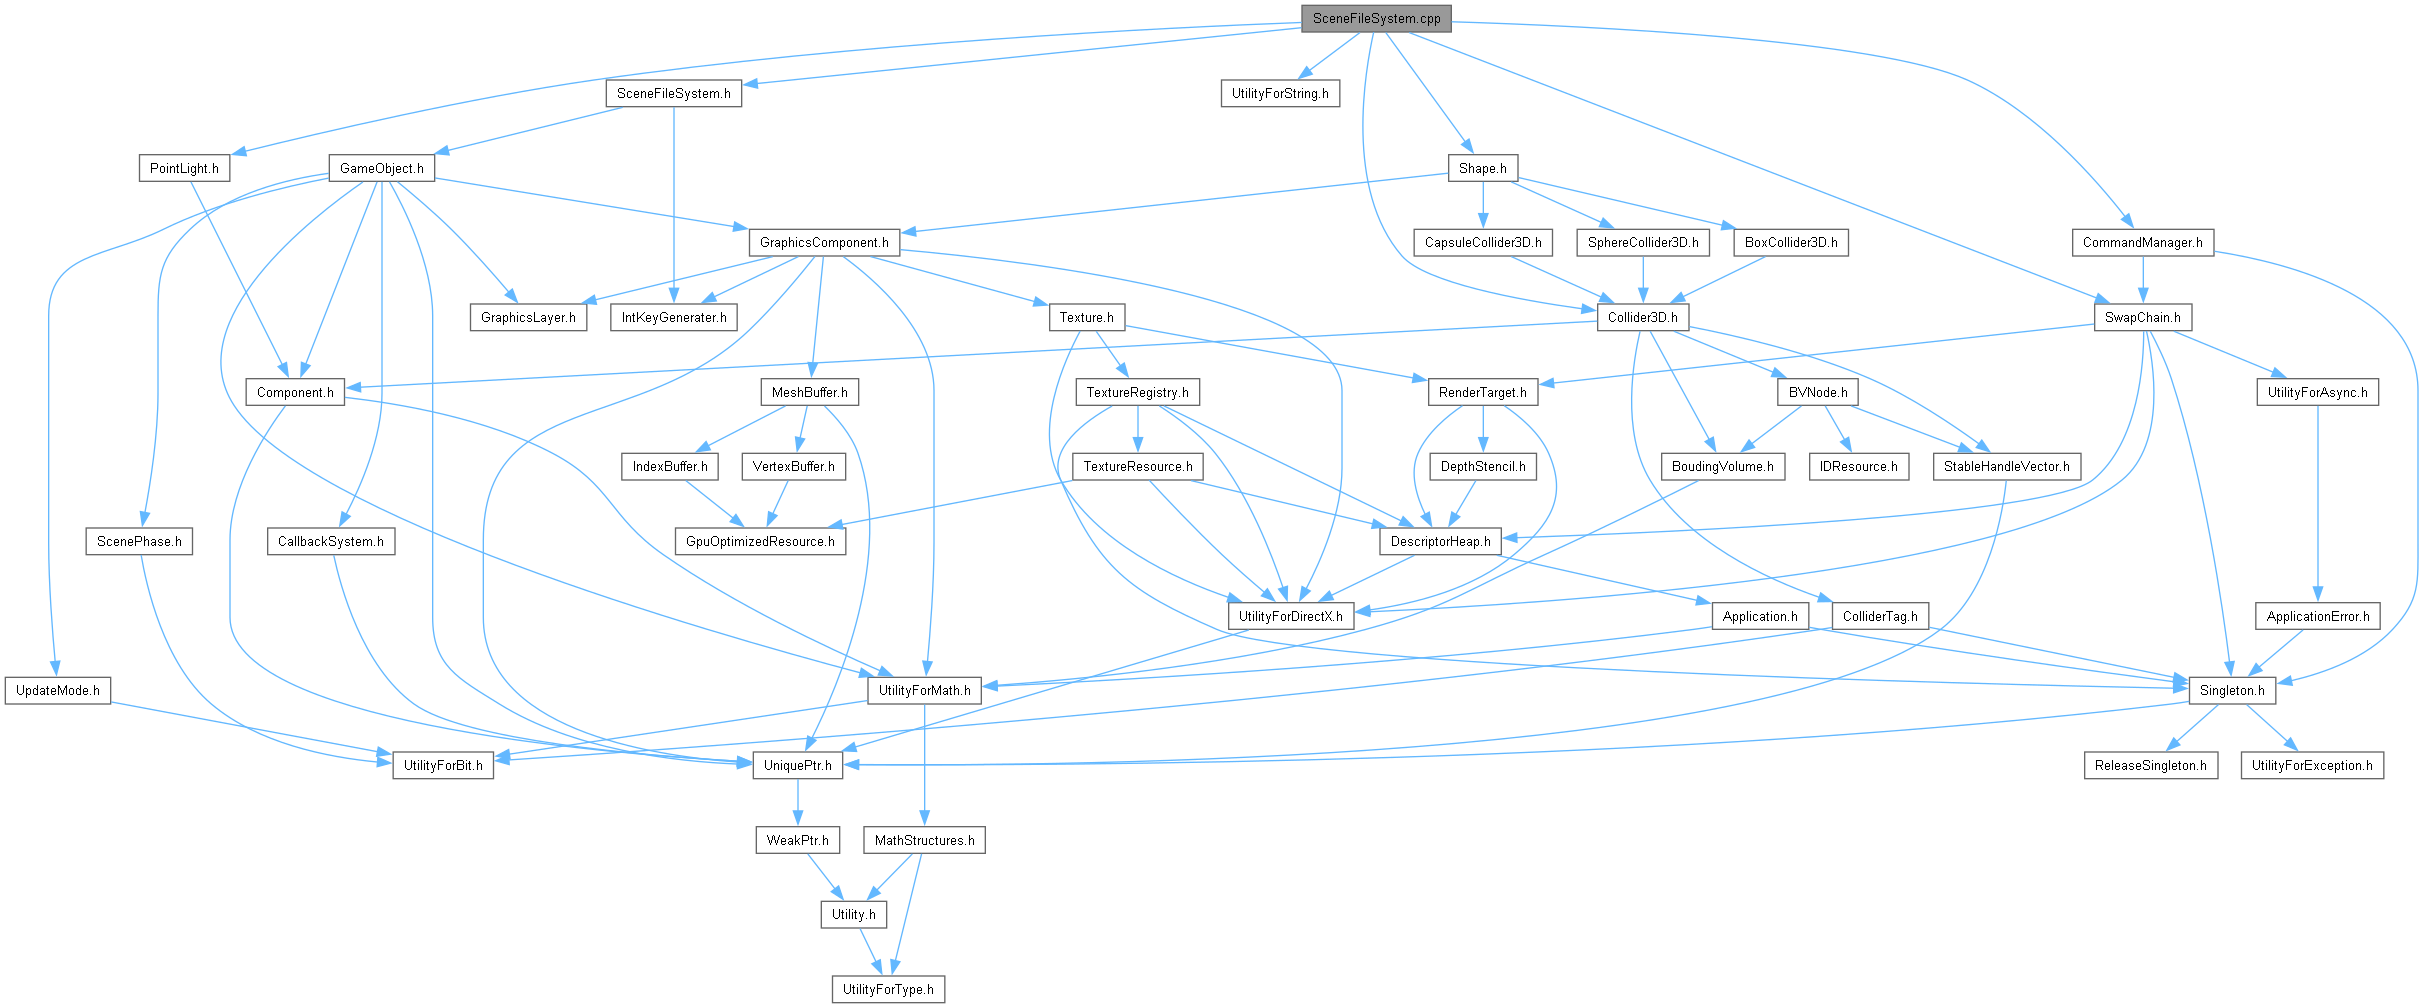 SceneFileSystem.cpp
SceneFileSystem.h
UtilityForString.h
PointLight.h
GameObject.h
Shape.h
GraphicsComponent.h
CapsuleCollider3D.h
SphereCollider3D.h
BoxCollider3D.h
CommandManager.h
GraphicsLayer.h
IntKeyGenerater.h
Texture.h
Collider3D.h
SwapChain.h
Component.h
MeshBuffer.h
TextureRegistry.h
RenderTarget.h
BVNode.h
UtilityForAsync.h
IndexBuffer.h
VertexBuffer.h
TextureResource.h
DepthStencil.h
BoudingVolume.h
IDResource.h
StableHandleVector.h
ScenePhase.h
CallbackSystem.h
GpuOptimizedResource.h
DescriptorHeap.h
UtilityForDirectX.h
Application.h
ColliderTag.h
ApplicationError.h
UpdateMode.h
UtilityForMath.h
Singleton.h
UtilityForBit.h
UniquePtr.h
ReleaseSingleton.h
UtilityForException.h
WeakPtr.h
MathStructures.h
Utility.h
UtilityForType.h